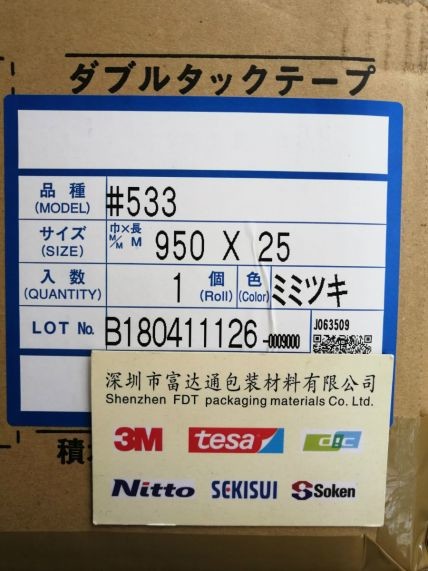 ダブルタックテープ
品種 (MODEL) #533
サイズ (SIZE) 巾×長 M/M M 950 X 25
入数 (QUANTITY) 1 個 (Roll) 色 (Color) ミミツキ
LOT No. B180411126-0009000 J063509
深圳市富达通包装材料有限公司
Shenzhen FDT packaging materials Co. Ltd.
3M tesa dic
Nitto SEKISUI Soken
積